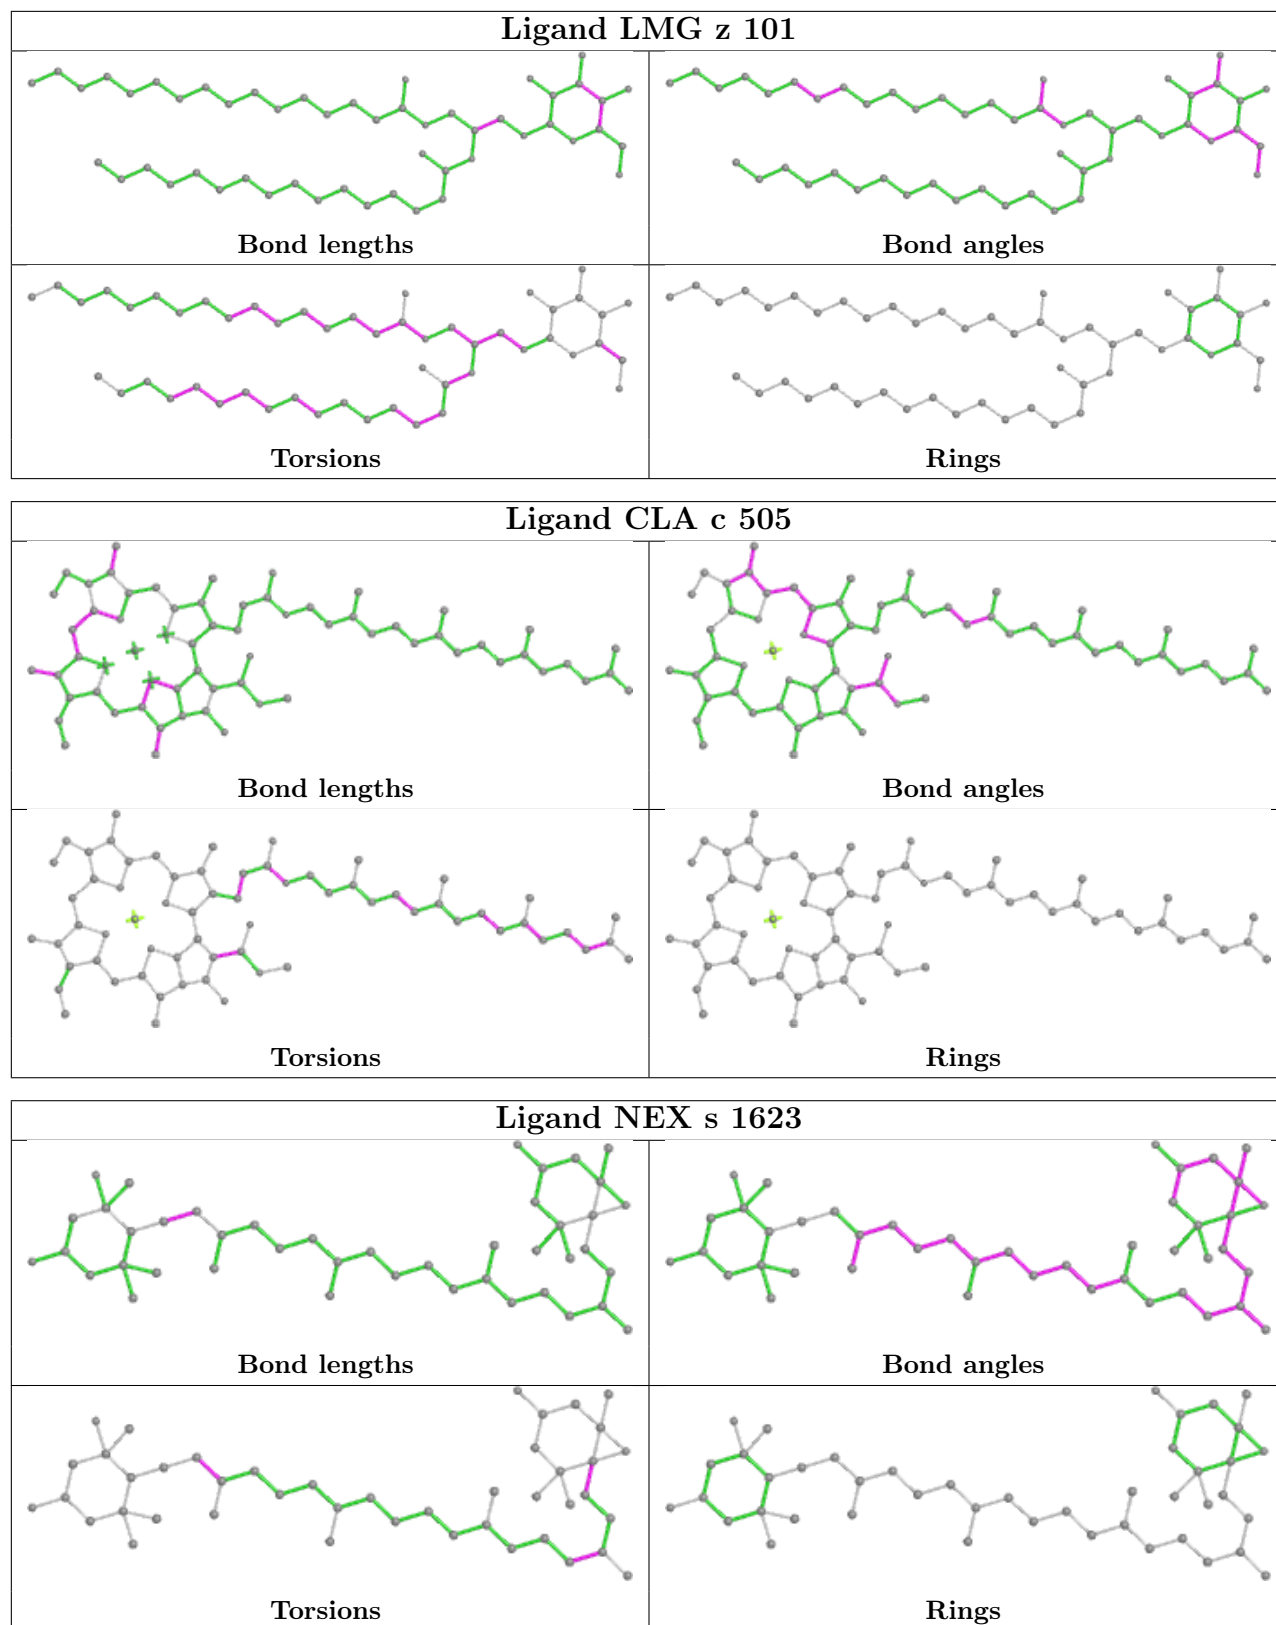 Ligand LMG z 101
Bond lengths
Bond angles
Torsions
Rings
Ligand CLA c 505
Bond lengths
Bond angles
Torsions
Rings
Ligand NEX s 1623
Bond lengths
Bond angles
Torsions
Rings